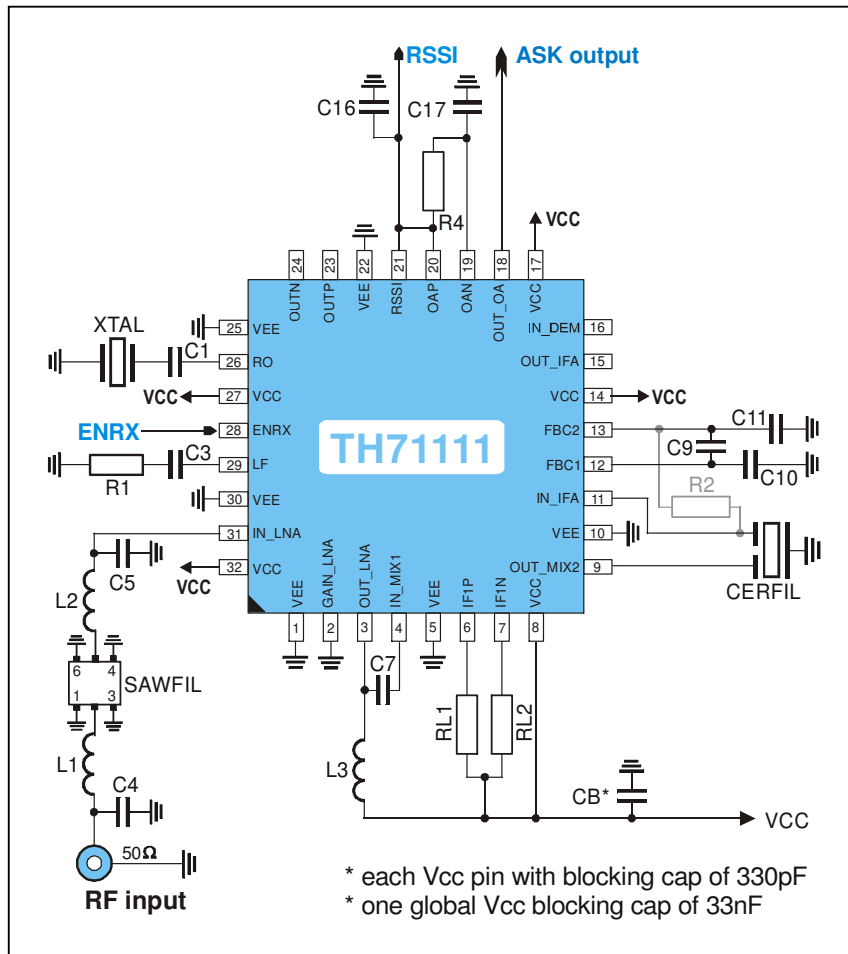 RSSI
ASK output
C16
C17
R4
VCC
24 23 22 21 20 19 18 17
OUTN OUTP VEE RSSI OAP OAN OUT_OA VCC
XTAL
C1
25 VEE
IN_DEM 16
26 RO
OUT_IFA 15
VCC
27 VCC
VCC 14
VCC
ENRX
28 ENRX
FBC2 13
C11
C9
TH71111
R1
C3
29 LF
FBC1 12
C10
R2
30 VEE
IN_IFA 11
31 IN_LNA
VEE 10
C5
VCC
32 VCC
OUT_MIX2 9
CERFIL
L2
VEE GAIN_LNA OUT_LNA IN_MIX1 VEE IF1P IF1N VCC
1 2 3 4 5 6 7 8
6 4
1 3
SAWFIL
C7
RL1
RL2
L1
L3
C4
CB*
VCC
50Ω
RF input
* each Vcc pin with blocking cap of 330pF
* one global Vcc blocking cap of 33nF